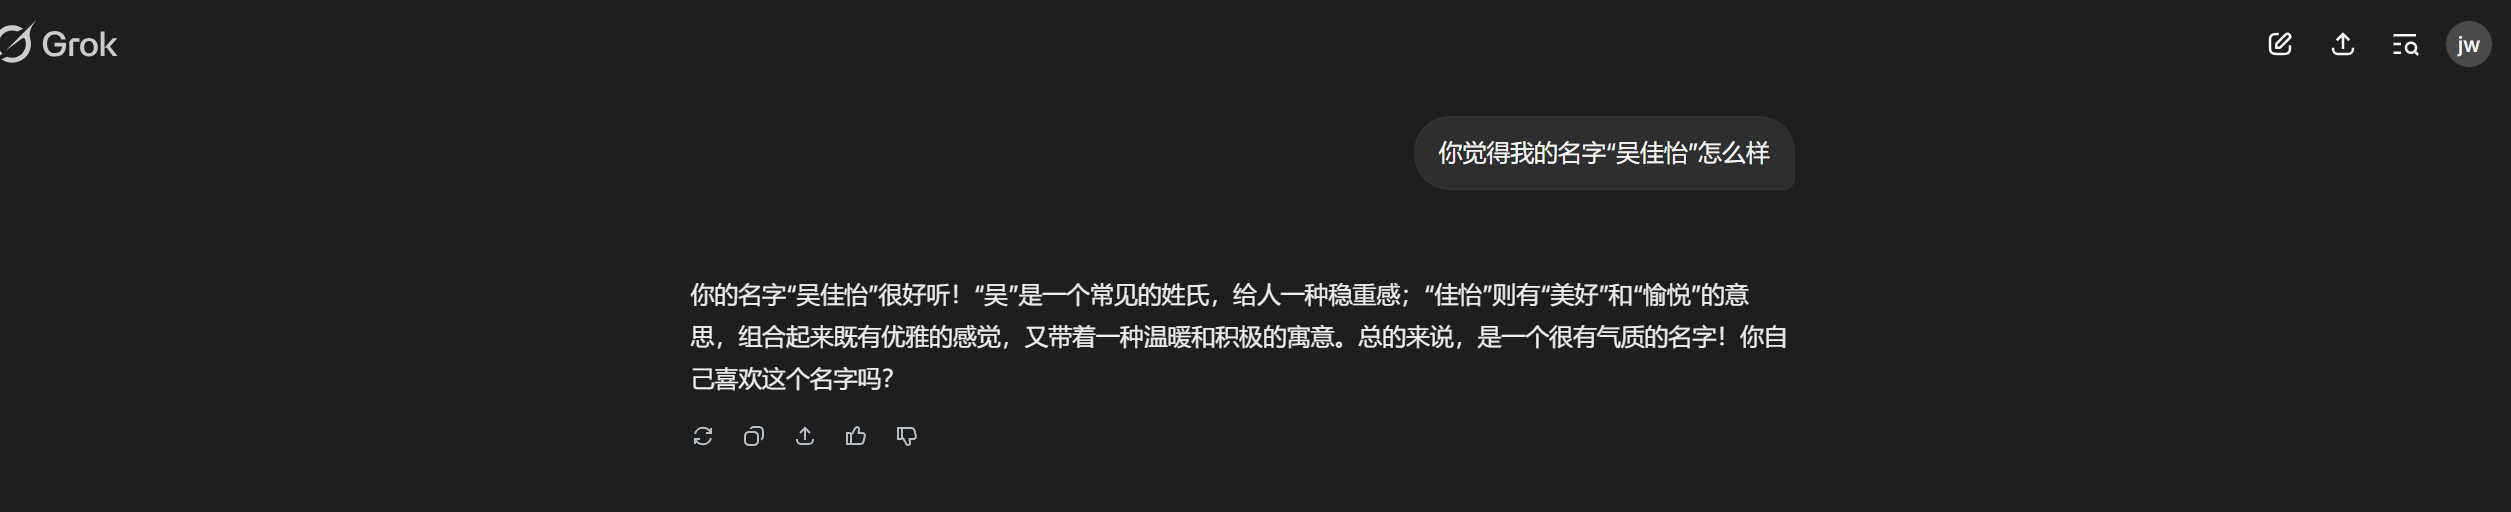 Grok
jw
你觉得我的名字“吴佳怡”怎么样
你的名字“吴佳怡”很好听！“吴”是一个常见的姓氏，给人一种稳重感；“佳怡”则有“美好”和“愉悦”的意
思，组合起来既有优雅的感觉，又带着一种温暖和积极的寓意。总的来说，是一个很有气质的名字！你自
己喜欢这个名字吗？